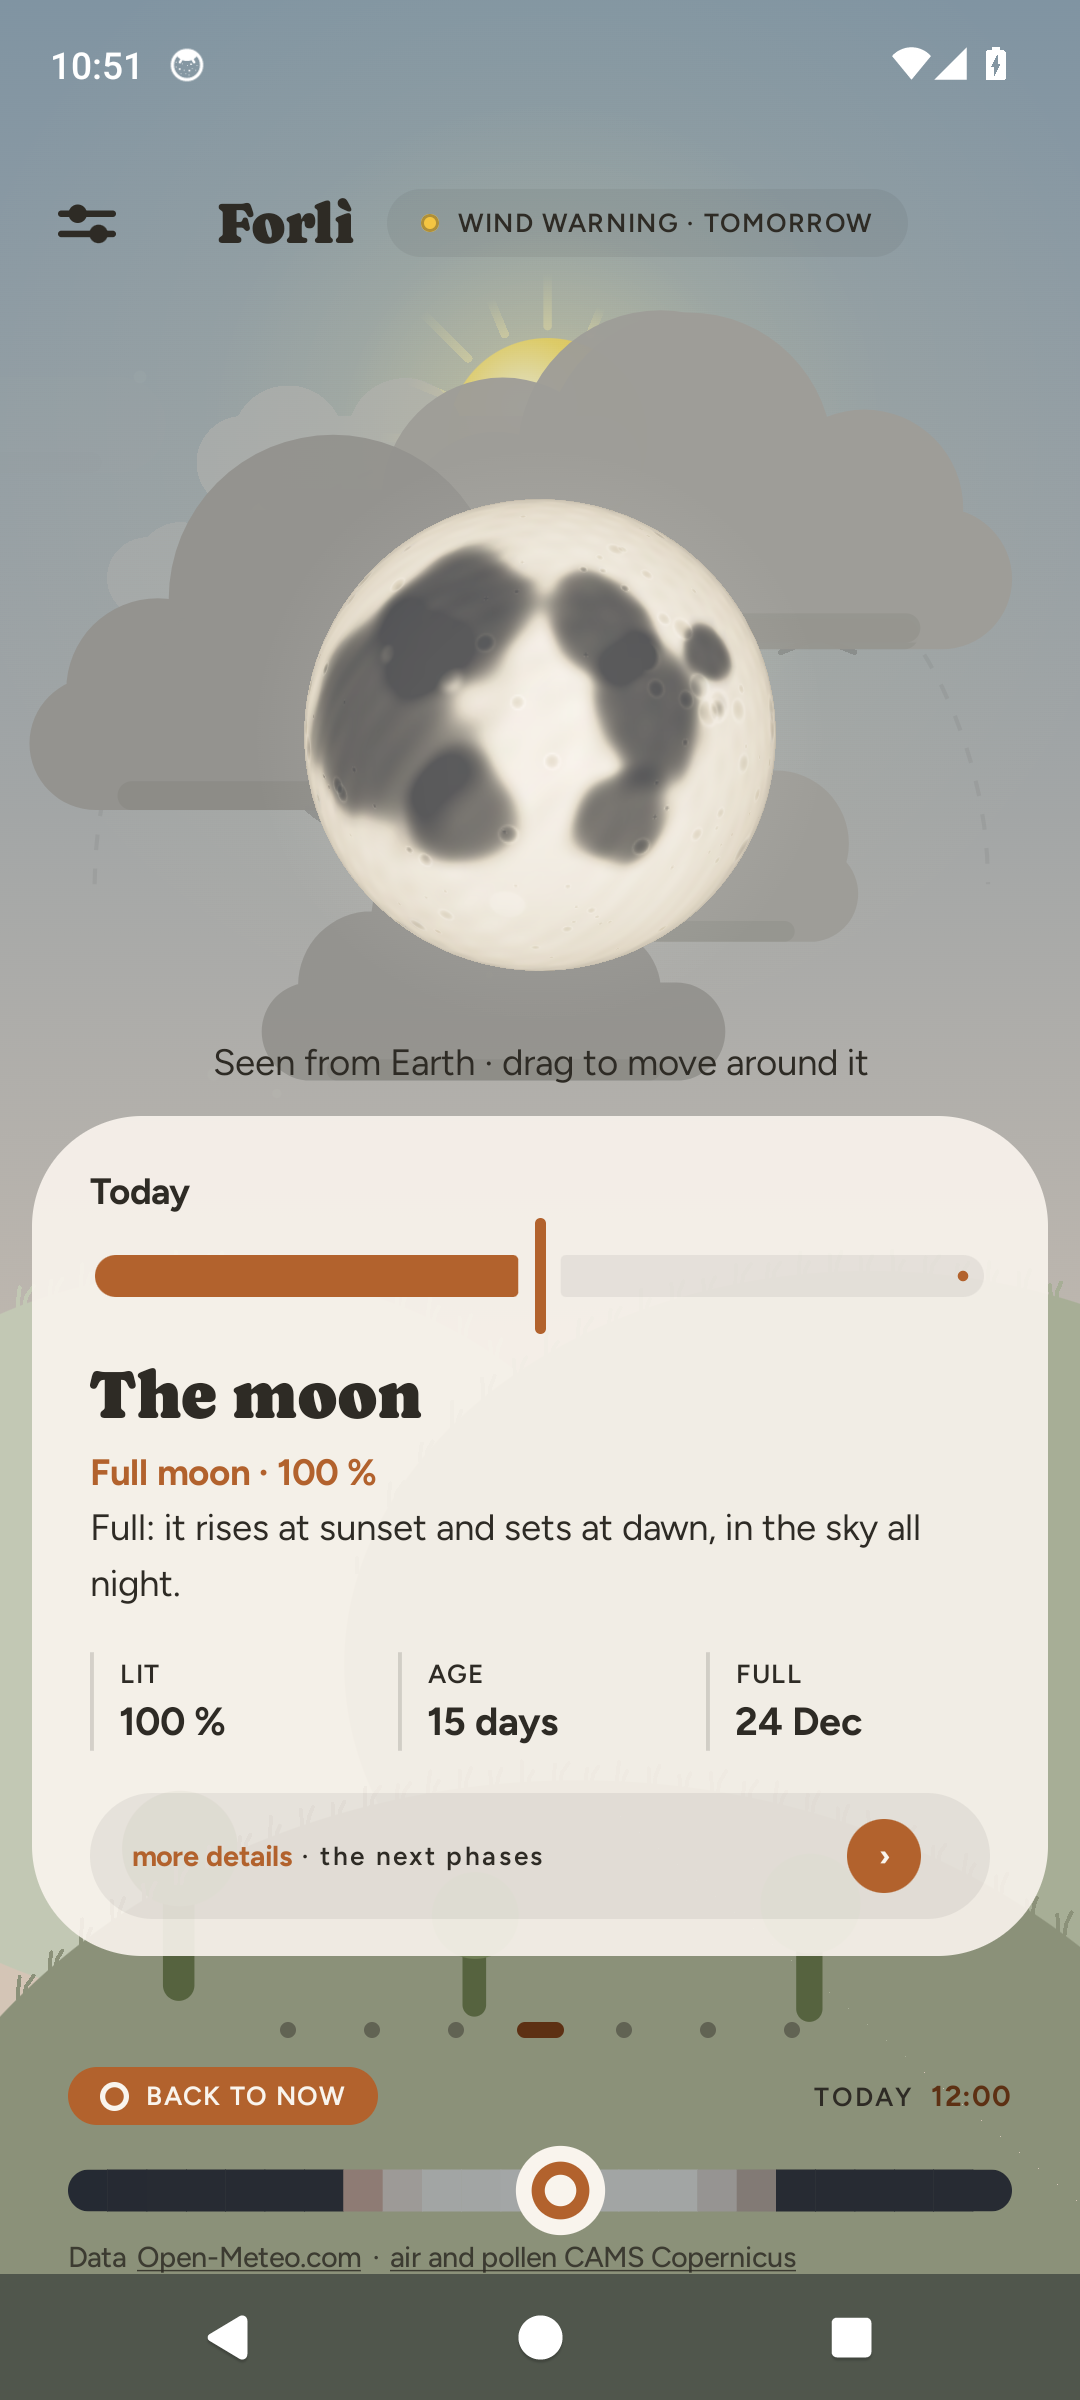 10:51
Forlì
WIND WARNING · TOMORROW
Seen from Earth · drag to move around it
Today
The moon
Full moon · 100 %
Full: it rises at sunset and sets at dawn, in the sky all
night.
LIT
100 %
AGE
15 days
FULL
24 Dec
more details · the next phases
BACK TO NOW
TODAY 12:00
Data Open-Meteo.com · air and pollen CAMS Copernicus